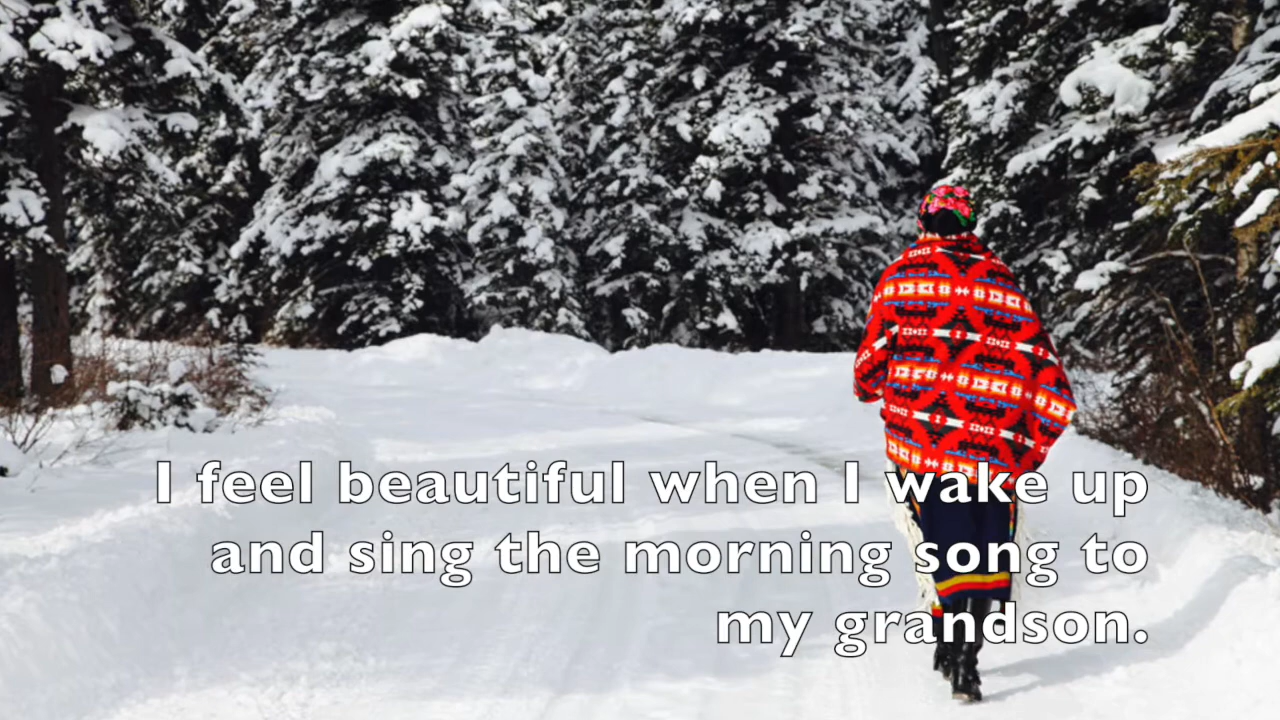 I feel beautiful when I wake up
and sing the morning song to
my grandson.